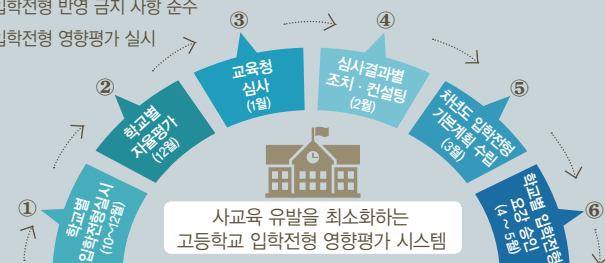 입학전형 반영 금지 사항 준수
입학전형 영향평가 실시
①
학교별
입학전형실시
(10~12월)
②
학교별
자율평가
(12월)
③
교육청
심사
(1월)
④
심사결과별
조치 · 컨설팅
(2월)
⑤
차년도 입학전형
기본계획 수립
(3월)
⑥
학교별 입학전형
요강 승인
(4 ~ 5월)
사교육 유발을 최소화하는
고등학교 입학전형 영향평가 시스템